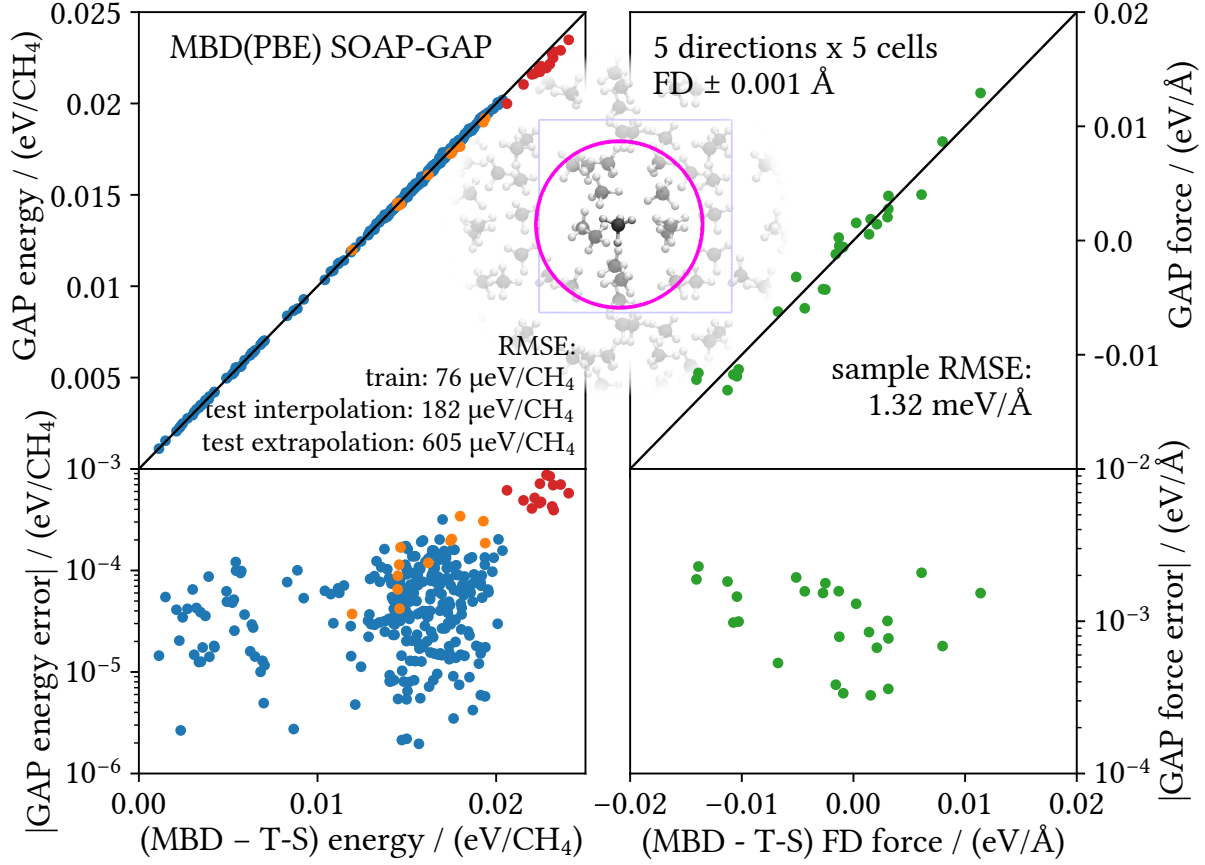 MBD(PBE) SOAP-GAP
5 directions x 5 cells
FD ± 0.001 Å
GAP energy / (eV/CH₄)
0.025
0.020
0.015
0.010
0.005
RMSE:
train: 76 µeV/CH₄
test interpolation: 182 µeV/CH₄
test extrapolation: 605 µeV/CH₄
0.02
0.01
0.0
-0.01
GAP force / (eV/Å)
sample RMSE:
1.32 meV/Å
|GAP energy error| / (eV/CH₄)
10⁻³
10⁻⁴
10⁻⁵
10⁻⁶
10⁻²
10⁻³
10⁻⁴
|GAP force error| / (eV/Å)
0.00 0.01 0.02
(MBD – T-S) energy / (eV/CH₄)
−0.02 −0.01 0.00 0.01 0.02
(MBD - T-S) FD force / (eV/Å)